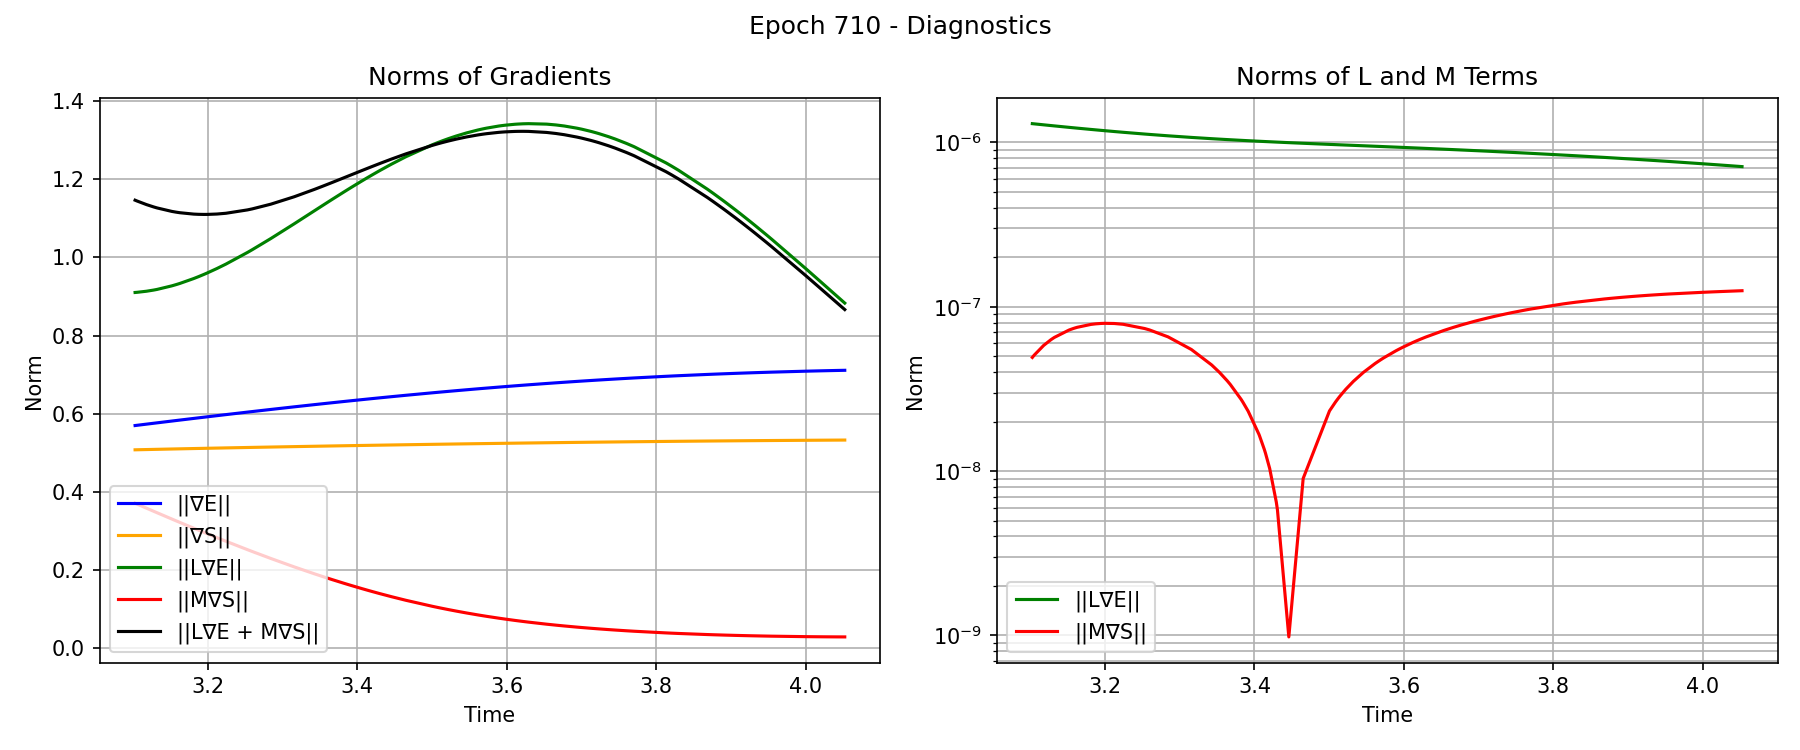 Epoch 710 - Diagnostics
Norms of Gradients
1.4
1.2
1.0
0.8
0.6
0.4
0.2
0.0
Norm
||∇E||
||∇S||
||L∇E||
||M∇S||
||L∇E + M∇S||
3.2
3.4
3.6
3.8
4.0
Time
Norms of L and M Terms
10⁻⁶
10⁻⁷
10⁻⁸
10⁻⁹
Norm
||L∇E||
||M∇S||
3.2
3.4
3.6
3.8
4.0
Time